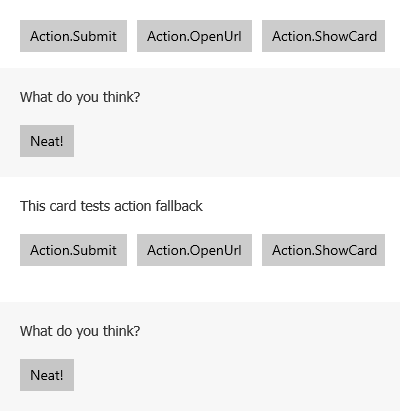 Action.Submit Action.OpenUrl Action.ShowCard
What do you think?
Neat!
This card tests action fallback
Action.Submit Action.OpenUrl Action.ShowCard
What do you think?
Neat!